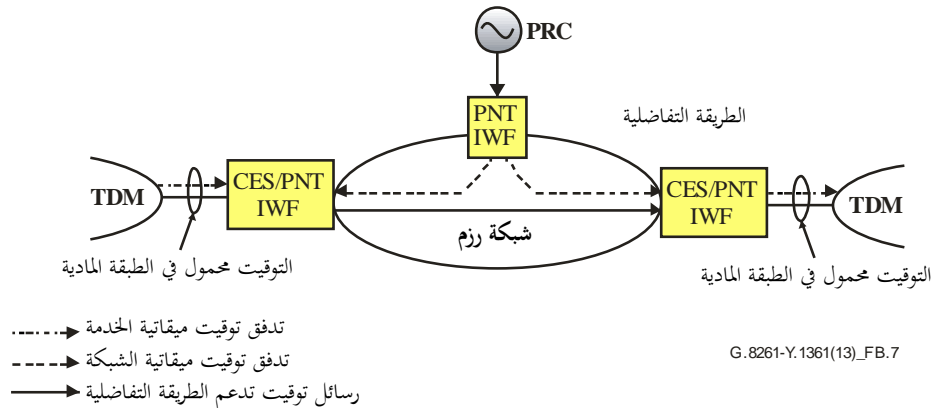 PRC
PNT
IWF
الطريقة التفاضلية
TDM
CES/PNT
IWF
CES/PNT
IWF
TDM
شبكة رزم
التوقيت محمول في الطبقة المادية
التوقيت محمول في الطبقة المادية
تدفق توقيت ميقاتية الخدمة
تدفق توقيت ميقاتية الشبكة
رسائل توقيت تدعم الطريقة التفاضلية
G.8261-Y.1361(13)_FB.7